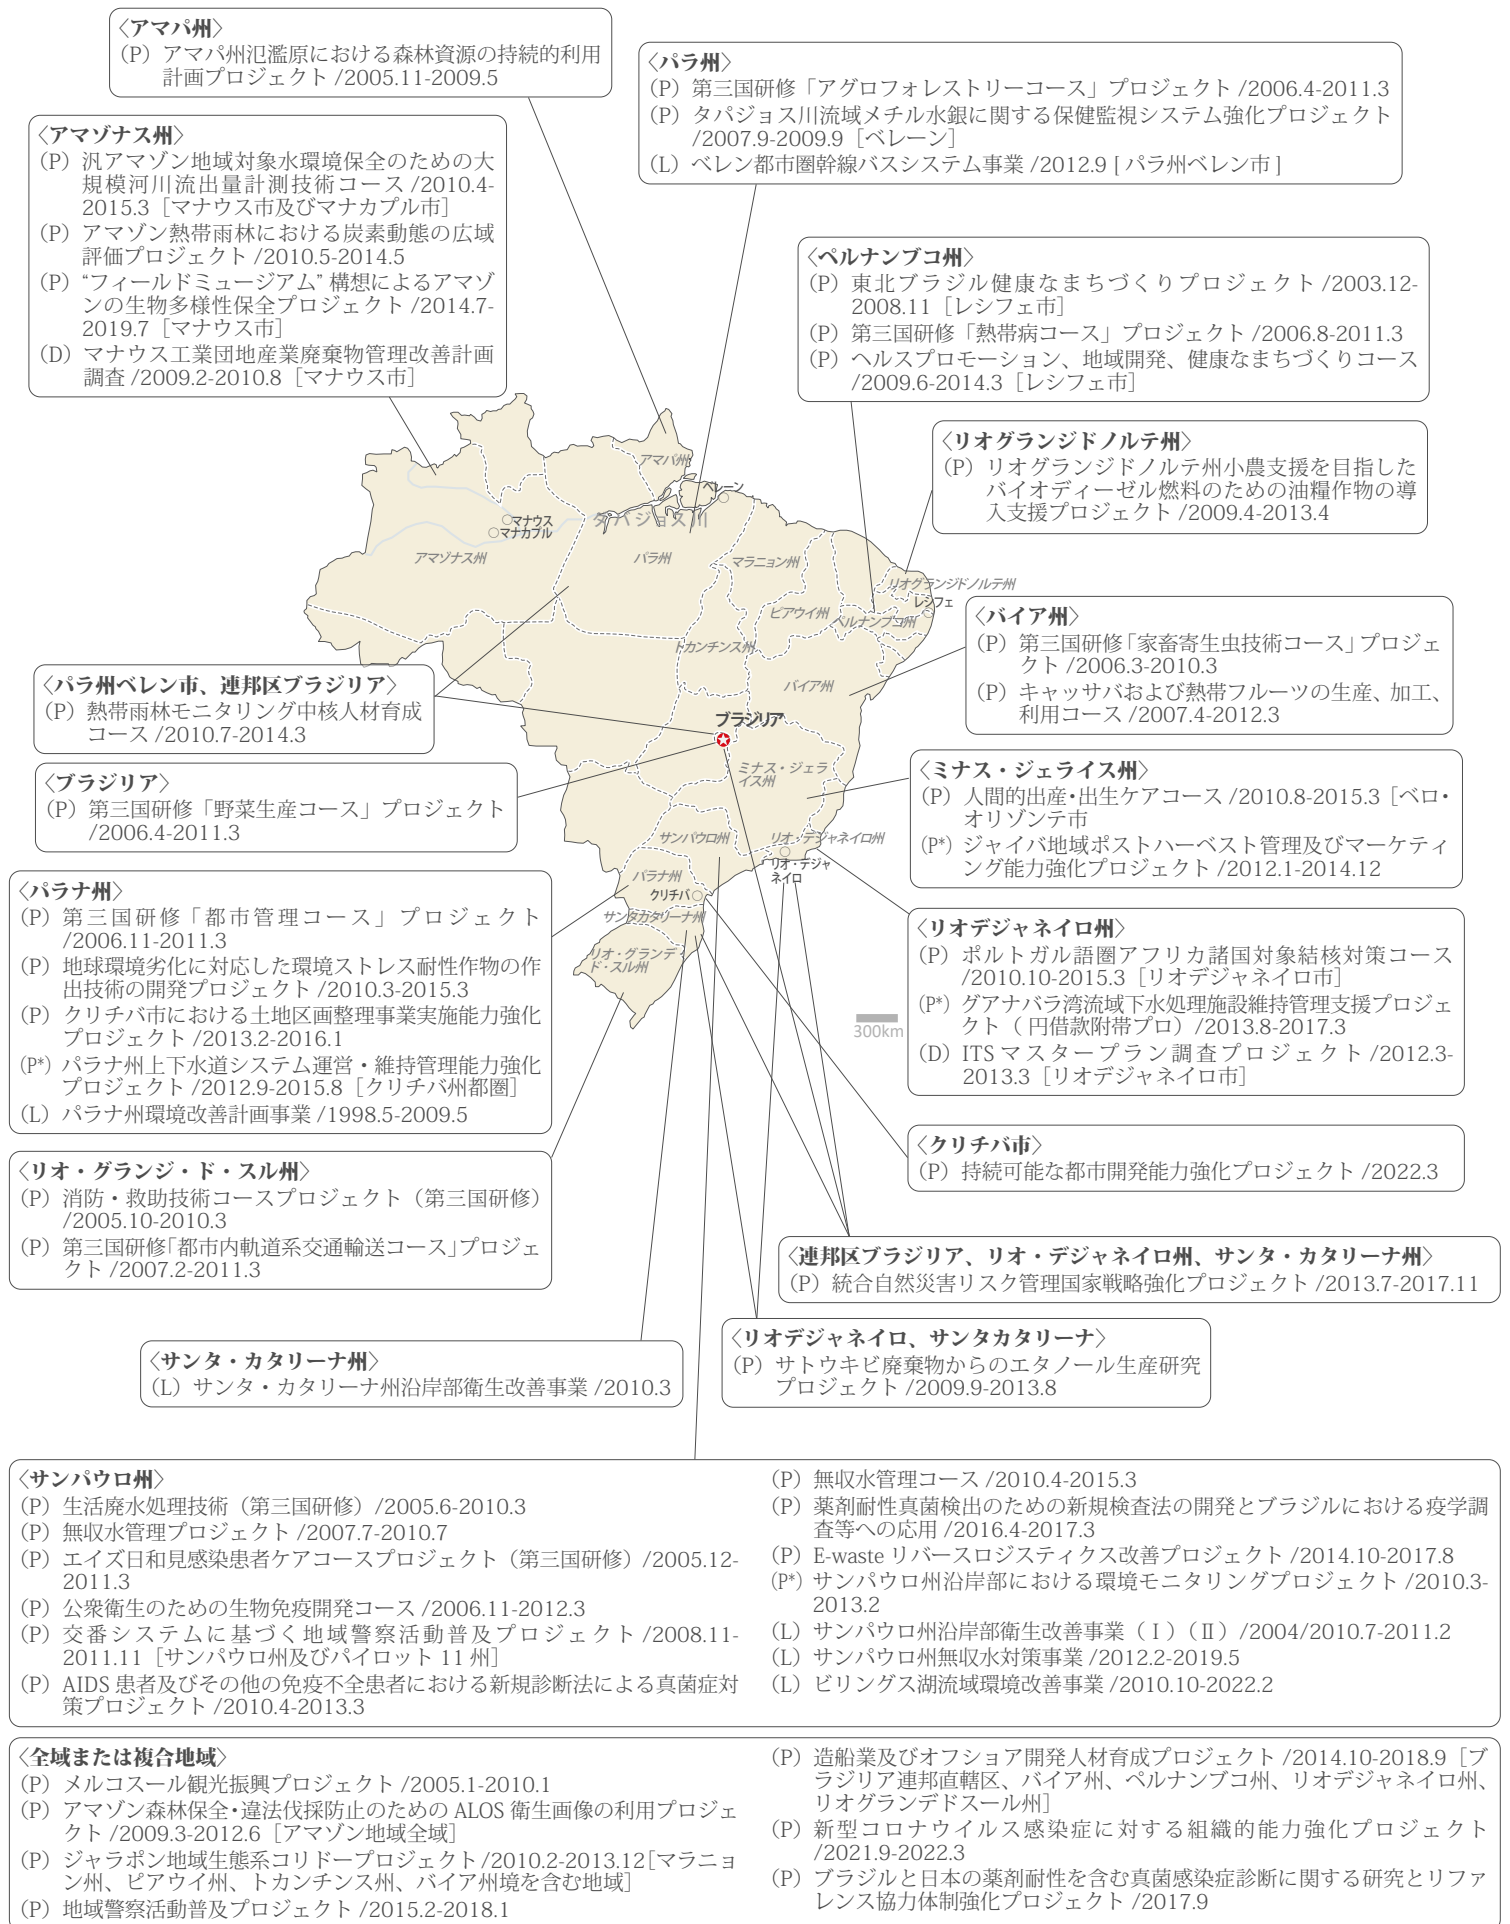 〈アマパ州〉
(P) アマパ州氾濫原における森林資源の持続的利用
計画プロジェクト /2005.11-2009.5
〈パラ州〉
(P) 第三国研修「アグロフォレストリーコース」プロジェクト /2006.4-2011.3
(P) タパジョス川流域メチル水銀に関する保健監視システム強化プロジェクト
/2007.9-2009.9［ベレーン］
(L) ベレン都市圏幹線バスシステム事業 /2012.9 [ パラ州ベレン市 ]
〈アマゾナス州〉
(P) 汎アマゾン地域対象水環境保全のための大
規模河川流出量計測技術コース /2010.4-
2015.3［マナウス市及びマナカプル市］
(P) アマゾン熱帯雨林における炭素動態の広域
評価プロジェクト /2010.5-2014.5
(P) “フィールドミュージアム” 構想によるアマゾ
ンの生物多様性保全プロジェクト /2014.7-
2019.7［マナウス市］
(D) マナウス工業団地産業廃棄物管理改善計画
調査 /2009.2-2010.8［マナウス市］
〈ペルナンブコ州〉
(P) 東北ブラジル健康なまちづくりプロジェクト /2003.12-
2008.11［レシフェ市］
(P) 第三国研修「熱帯病コース」プロジェクト /2006.8-2011.3
(P) ヘルスプロモーション、地域開発、健康なまちづくりコース
/2009.6-2014.3［レシフェ市］
〈リオグランジドノルテ州〉
(P) リオグランジドノルテ州小農支援を目指した
バイオディーゼル燃料のための油糧作物の導
入支援プロジェクト /2009.4-2013.4
アマパ州
ベレーン
マナウス
マナカプル
タパジョス川
アマゾナス州
パラ州
マラニョン州
リオグランジドノルテ州
レシフェ
ピアウイ州
ペルナンブコ州
トカンチンス州
バイア州
ブラジリア
ミナス・ジェラ
イス州
サンパウロ州
リオ・デジャネイロ州
リオ・デジャ
ネイロ
パラナ州
クリチバ
サンタカタリーナ州
リオ・グランデ・
ド・スル州
300km
〈バイア州〉
(P) 第三国研修「家畜寄生虫技術コース」プロジェ
クト /2006.3-2010.3
(P) キャッサバおよび熱帯フルーツの生産、加工、
利用コース /2007.4-2012.3
〈パラ州ベレン市、連邦区ブラジリア〉
(P) 熱帯雨林モニタリング中核人材育成
コース /2010.7-2014.3
〈ブラジリア〉
(P) 第三国研修「野菜生産コース」プロジェクト
/2006.4-2011.3
〈ミナス・ジェライス州〉
(P) 人間的出産・出生ケアコース /2010.8-2015.3［ベロ・
オリゾンテ市
(P*) ジャイバ地域ポストハーベスト管理及びマーケティ
ング能力強化プロジェクト /2012.1-2014.12
〈パラナ州〉
(P) 第三国研修「都市管理コース」プロジェクト
/2006.11-2011.3
(P) 地球環境劣化に対応した環境ストレス耐性作物の作
出技術の開発プロジェクト /2010.3-2015.3
(P) クリチバ市における土地区画整理事業実施能力強化
プロジェクト /2013.2-2016.1
(P*) パラナ州上下水道システム運営・維持管理能力強化
プロジェクト /2012.9-2015.8［クリチバ州都圏］
(L) パラナ州環境改善計画事業 /1998.5-2009.5
〈リオデジャネイロ州〉
(P) ポルトガル語圏アフリカ諸国対象結核対策コース
/2010.10-2015.3［リオデジャネイロ市］
(P*) グアナバラ湾流域下水処理施設維持管理支援プロジェ
クト（ 円借款附帯プロ）/2013.8-2017.3
(D) ITS マスタープラン調査プロジェクト /2012.3-
2013.3［リオデジャネイロ市］
〈クリチバ市〉
(P) 持続可能な都市開発能力強化プロジェクト /2022.3
〈リオ・グランジ・ド・スル州〉
(P) 消防・救助技術コースプロジェクト（第三国研修）
/2005.10-2010.3
(P) 第三国研修「都市内軌道系交通輸送コース」プロジェ
クト /2007.2-2011.3
〈連邦区ブラジリア、リオ・デジャネイロ州、サンタ・カタリーナ州〉
(P) 統合自然災害リスク管理国家戦略強化プロジェクト /2013.7-2017.11
〈リオデジャネイロ、サンタカタリーナ〉
(P) サトウキビ廃棄物からのエタノール生産研究
プロジェクト /2009.9-2013.8
〈サンタ・カタリーナ州〉
(L) サンタ・カタリーナ州沿岸部衛生改善事業 /2010.3
〈サンパウロ州〉
(P) 生活廃水処理技術（第三国研修）/2005.6-2010.3
(P) 無収水管理プロジェクト /2007.7-2010.7
(P) エイズ日和見感染患者ケアコースプロジェクト（第三国研修）/2005.12-
2011.3
(P) 公衆衛生のための生物免疫開発コース /2006.11-2012.3
(P) 交番システムに基づく地域警察活動普及プロジェクト /2008.11-
2011.11［サンパウロ州及びパイロット 11 州］
(P) AIDS 患者及びその他の免疫不全患者における新規診断法による真菌症対
策プロジェクト /2010.4-2013.3
(P) 無収水管理コース /2010.4-2015.3
(P) 薬剤耐性真菌検出のための新規検査法の開発とブラジルにおける疫学調
査等への応用 /2016.4-2017.3
(P) E-waste リバースロジスティクス改善プロジェクト /2014.10-2017.8
(P*) サンパウロ州沿岸部における環境モニタリングプロジェクト /2010.3-
2013.2
(L) サンパウロ州沿岸部衛生改善事業（Ⅰ）（Ⅱ）/2004/2010.7-2011.2
(L) サンパウロ州無収水対策事業 /2012.2-2019.5
(L) ビリングス湖流域環境改善事業 /2010.10-2022.2
〈全域または複合地域〉
(P) メルコスール観光振興プロジェクト /2005.1-2010.1
(P) アマゾン森林保全・違法伐採防止のための ALOS 衛生画像の利用プロジェ
クト /2009.3-2012.6［アマゾン地域全域］
(P) ジャラポン地域生態系コリドープロジェクト /2010.2-2013.12［マラニョ
ン州、ピアウイ州、トカンチンス州、バイア州境を含む地域］
(P) 地域警察活動普及プロジェクト /2015.2-2018.1
(P) 造船業及びオフショア開発人材育成プロジェクト /2014.10-2018.9［ブ
ラジリア連邦直轄区、バイア州、ペルナンブコ州、リオデジャネイロ州、
リオグランデドスール州］
(P) 新型コロナウイルス感染症に対する組織的能力強化プロジェクト
/2021.9-2022.3
(P) ブラジルと日本の薬剤耐性を含む真菌感染症診断に関する研究とリファ
レンス協力体制強化プロジェクト /2017.9